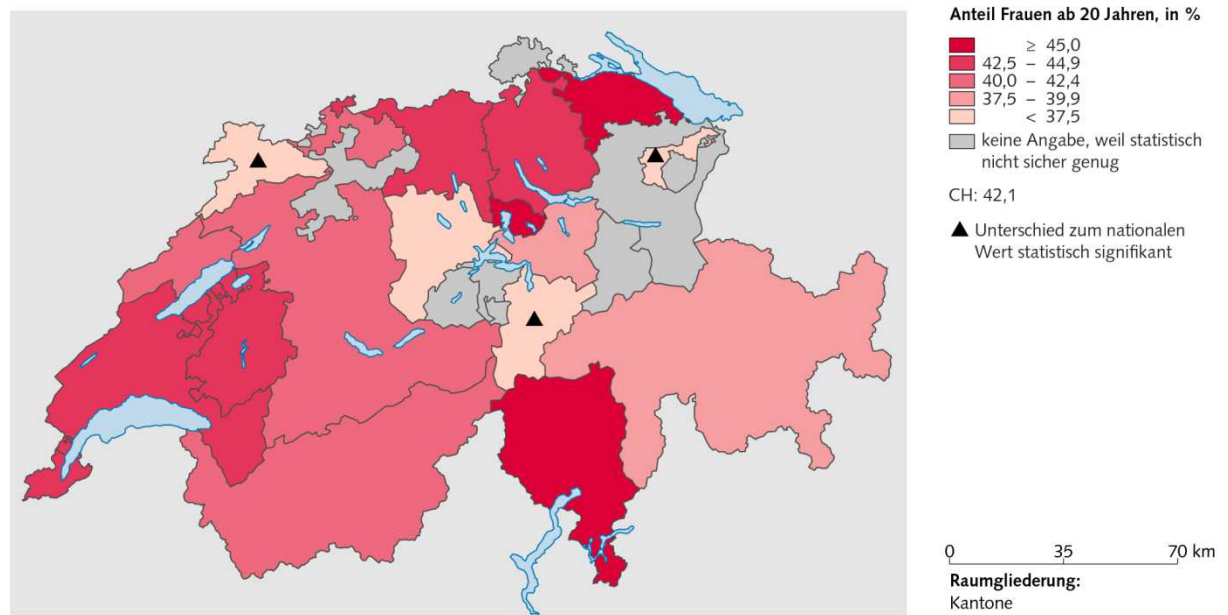 Anteil Frauen ab 20 Jahren, in %
≥ 45,0
42,5 – 44,9
40,0 – 42,4
37,5 – 39,9
< 37,5
keine Angabe, weil statistisch
nicht sicher genug
CH: 42,1
▲ Unterschied zum nationalen
Wert statistisch signifikant
0 35 70 km
Raumgliederung:
Kantone